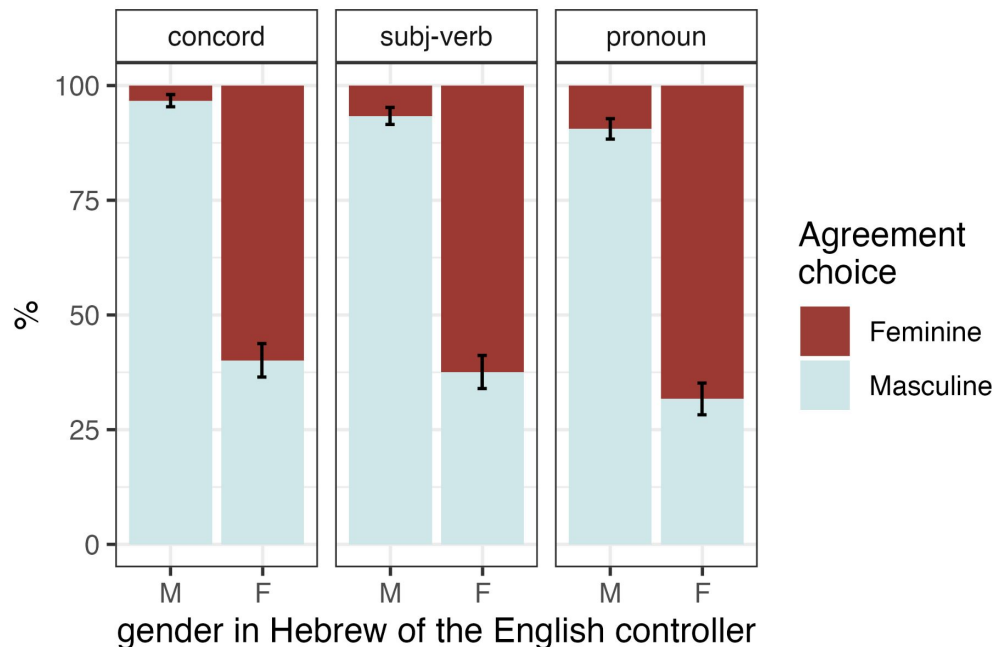 concord
subj-verb
pronoun
100
75
50
25
0
%
M
F
M
F
M
F
gender in Hebrew of the English controller
Agreement
choice
Feminine
Masculine